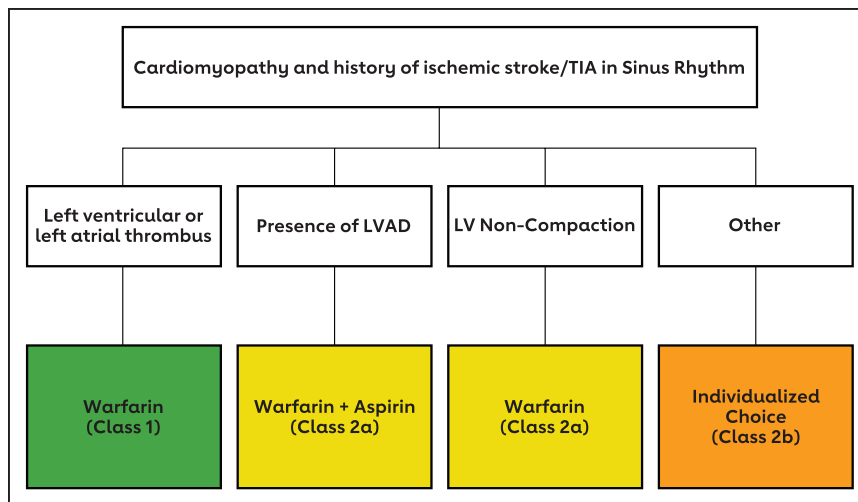 Cardiomyopathy and history of ischemic stroke/TIA in Sinus Rhythm
Left ventricular or
left atrial thrombus
Presence of LVAD
LV Non-Compaction
Other
Warfarin
(Class 1)
Warfarin + Aspirin
(Class 2a)
Warfarin
(Class 2a)
Individualized
Choice
(Class 2b)